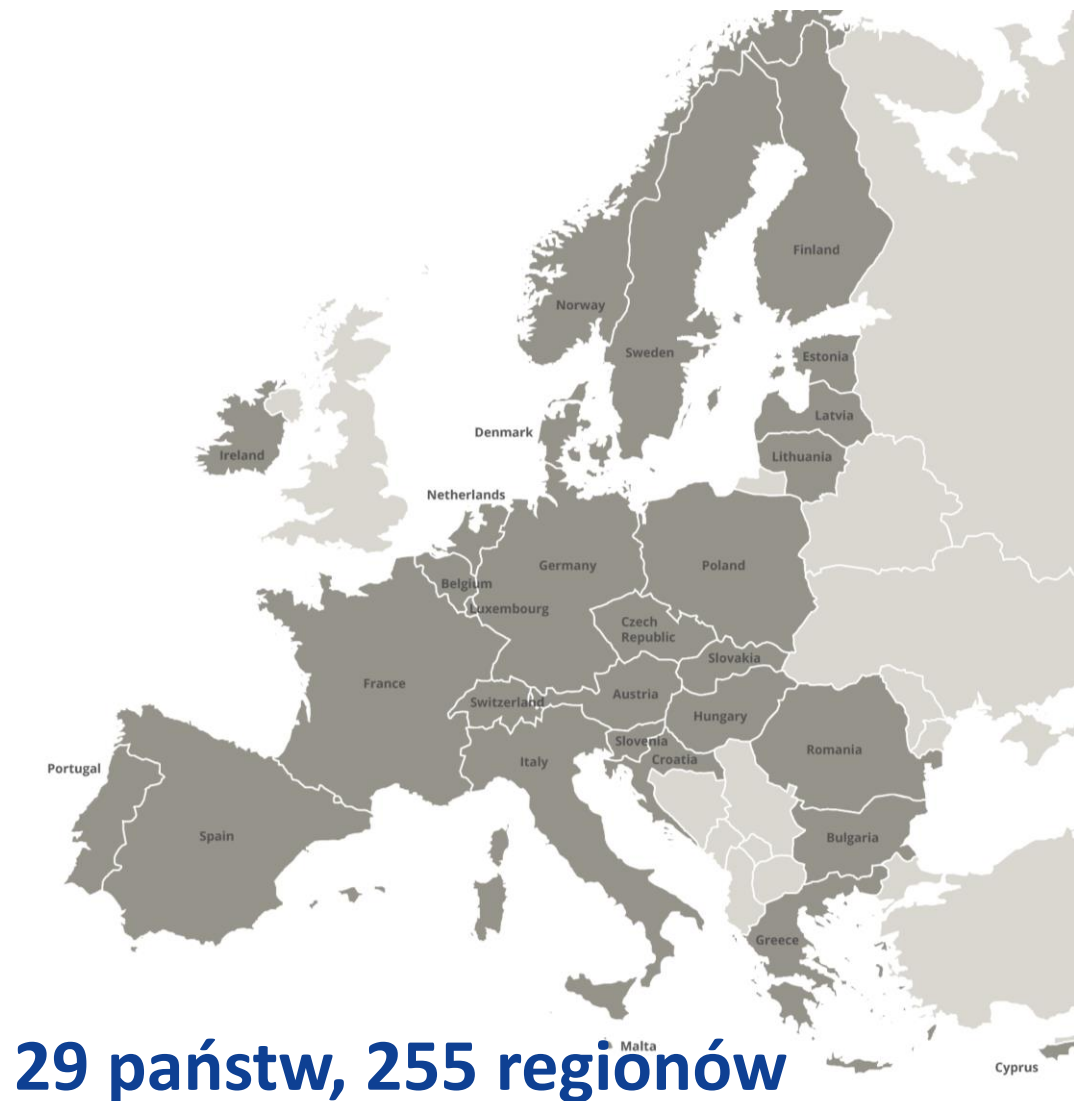 Finland
Norway
Sweden
Estonia
Latvia
Denmark
Ireland
Lithuania
Netherlands
Germany
Poland
Belgium
Luxembourg
Czech
Republic
Slovakia
France
Austria
Switzerland
Hungary
Slovenia
Romania
Croatia
Italy
Portugal
Spain
Bulgaria
Greece
Malta
Cyprus
29 państw, 255 regionów